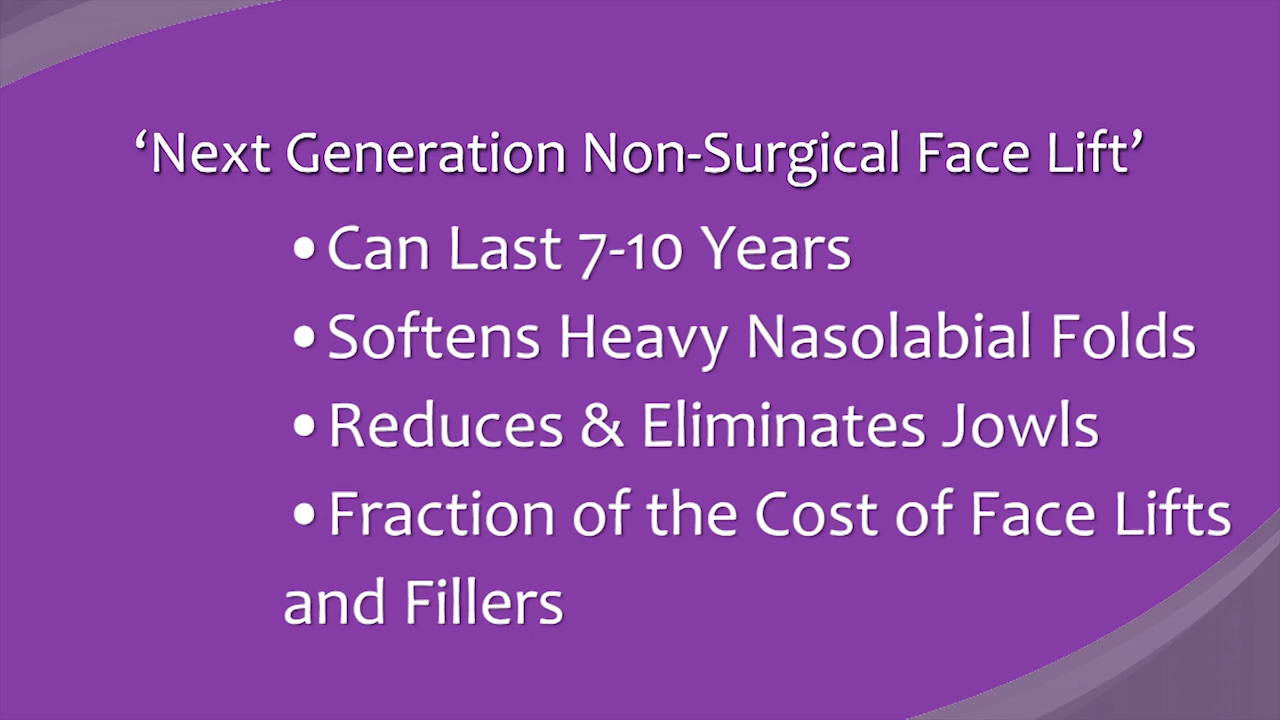 ‘Next Generation Non-Surgical Face Lift’
•Can Last 7-10 Years
•Softens Heavy Nasolabial Folds
•Reduces & Eliminates Jowls
•Fraction of the Cost of Face Lifts
and Fillers